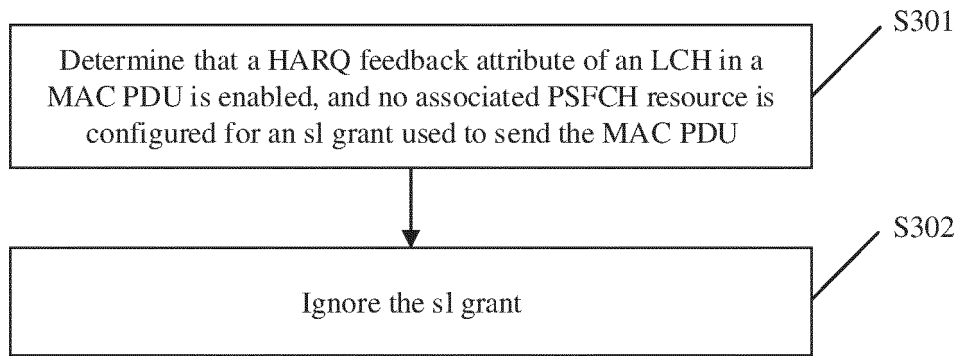 S301
Determine that a HARQ feedback attribute of an LCH in a
MAC PDU is enabled, and no associated PSFCH resource is
configured for an sl grant used to send the MAC PDU
S302
Ignore the sl grant